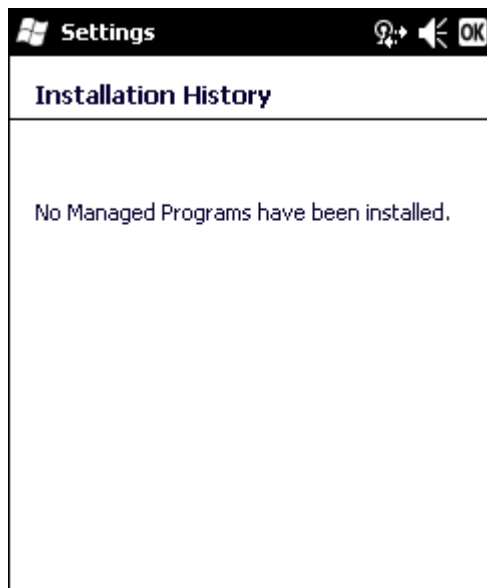 Settings
OK
Installation History
No Managed Programs have been installed.